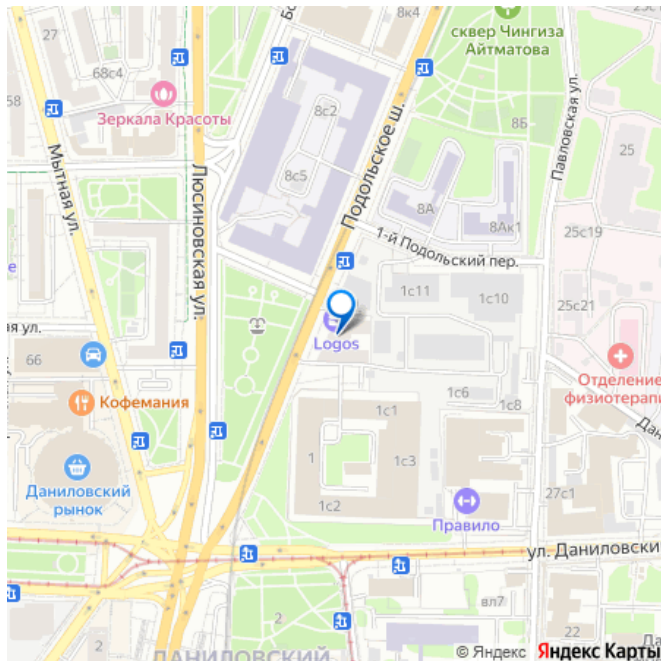 27
68с4
58
Зеркала Красоты
Мытная ул.
Люсиновская ул.
8с2
8с5
8к4
сквер Чингиза
Айтматова
Подольское ш.
8Б
8А
8Ак1
1-й Подольский пер.
Павловская ул.
25
25с19
25с21
1с11
1с10
Logos
1с6
1с8
Отделение
физиотерапи
66
Кофемания
Даниловский
рынок
1с1
1
1с3
1с2
Правило
27с1
ул. Даниловский
вл7
22
2
2
ДАНИЛОВСКИЙ
© Яндекс
Яндекс Карты